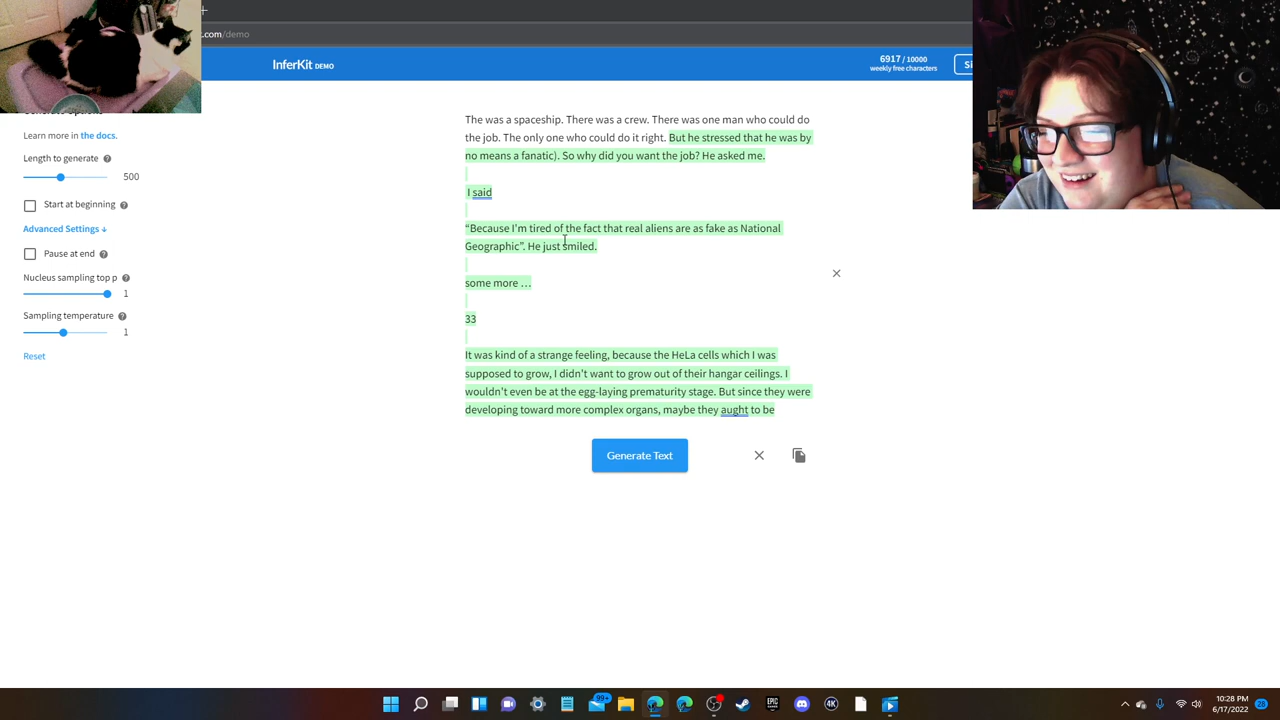 .com/demo
InferKit DEMO
6917 / 10000
weekly free characters
Learn more in the docs.
Length to generate
500
Start at beginning
Advanced Settings ↓
Pause at end
Nucleus sampling top p
1
Sampling temperature
1
Reset
The was a spaceship. There was a crew. There was one man who could do
the job. The only one who could do it right. But he stressed that he was by
no means a fanatic). So why did you want the job? He asked me.
I said
“Because I'm tired of the fact that real aliens are as fake as National
Geographic”. He just smiled.
some more …
33
It was kind of a strange feeling, because the HeLa cells which I was
supposed to grow, I didn't want to grow out of their hangar ceilings. I
wouldn't even be at the egg-laying prematurity stage. But since they were
developing toward more complex organs, maybe they aught to be
Generate Text
99+
EPIC
4K
10:28 PM
6/17/2022
28